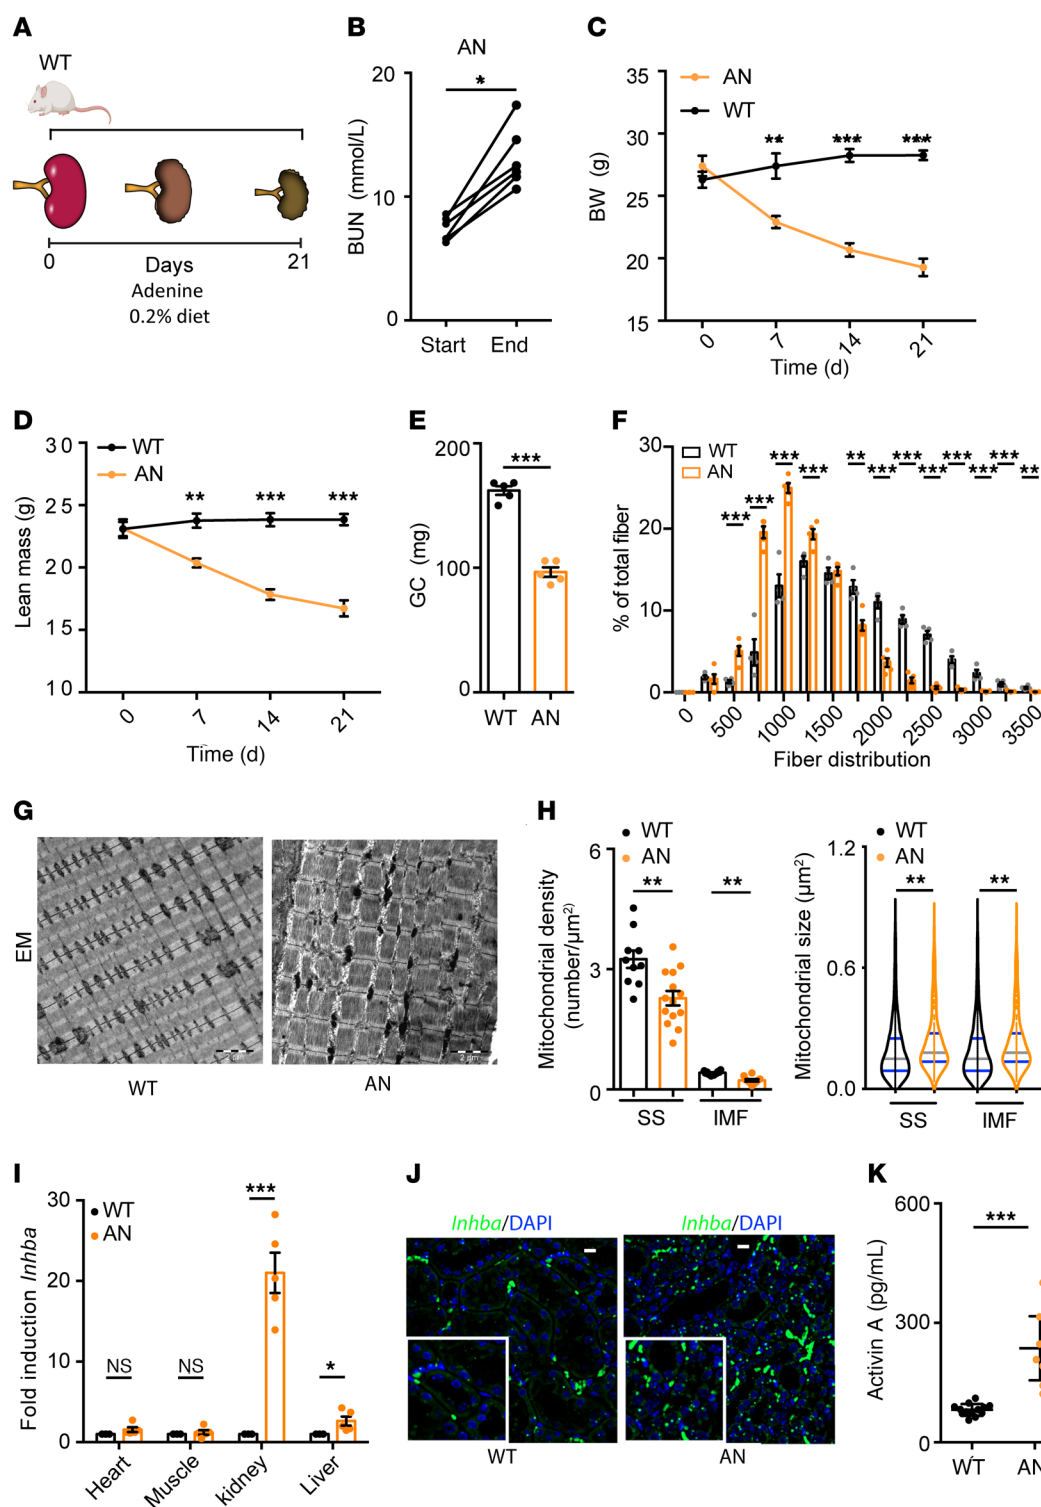 A
WT
0
21
Days
Adenine
0.2% diet
B
AN
*
20
10
0
BUN (mmol/L)
Start End
C
AN
WT
35
30
25
20
15
BW (g)
** *** ***
0 7 14 21
Time (d)
D
WT
AN
30
25
20
15
10
Lean mass (g)
** *** ***
0 7 14 21
Time (d)
E
200
100
0
GC (mg)
***
WT AN
F
WT
AN
30
20
10
0
% of total fiber
*** *** *** *** ** *** *** *** *** *** *** **
0 500 1000 1500 2000 2500 3000 3500
Fiber distribution
G
EM
2 µm
WT
AN
H
WT
AN
6
3
0
Mitochondrial density
(number/µm²)
** **
SS IMF
WT
AN
1.2
0.6
0.0
Mitochondrial size (µm²)
** **
SS IMF
I
WT
AN
30
20
10
0
Fold induction Inhba
NS NS *** *
Heart Muscle kidney Liver
J
Inhba/DAPI
Inhba/DAPI
WT
AN
K
600
300
0
Activin A (pg/mL)
***
WT AN